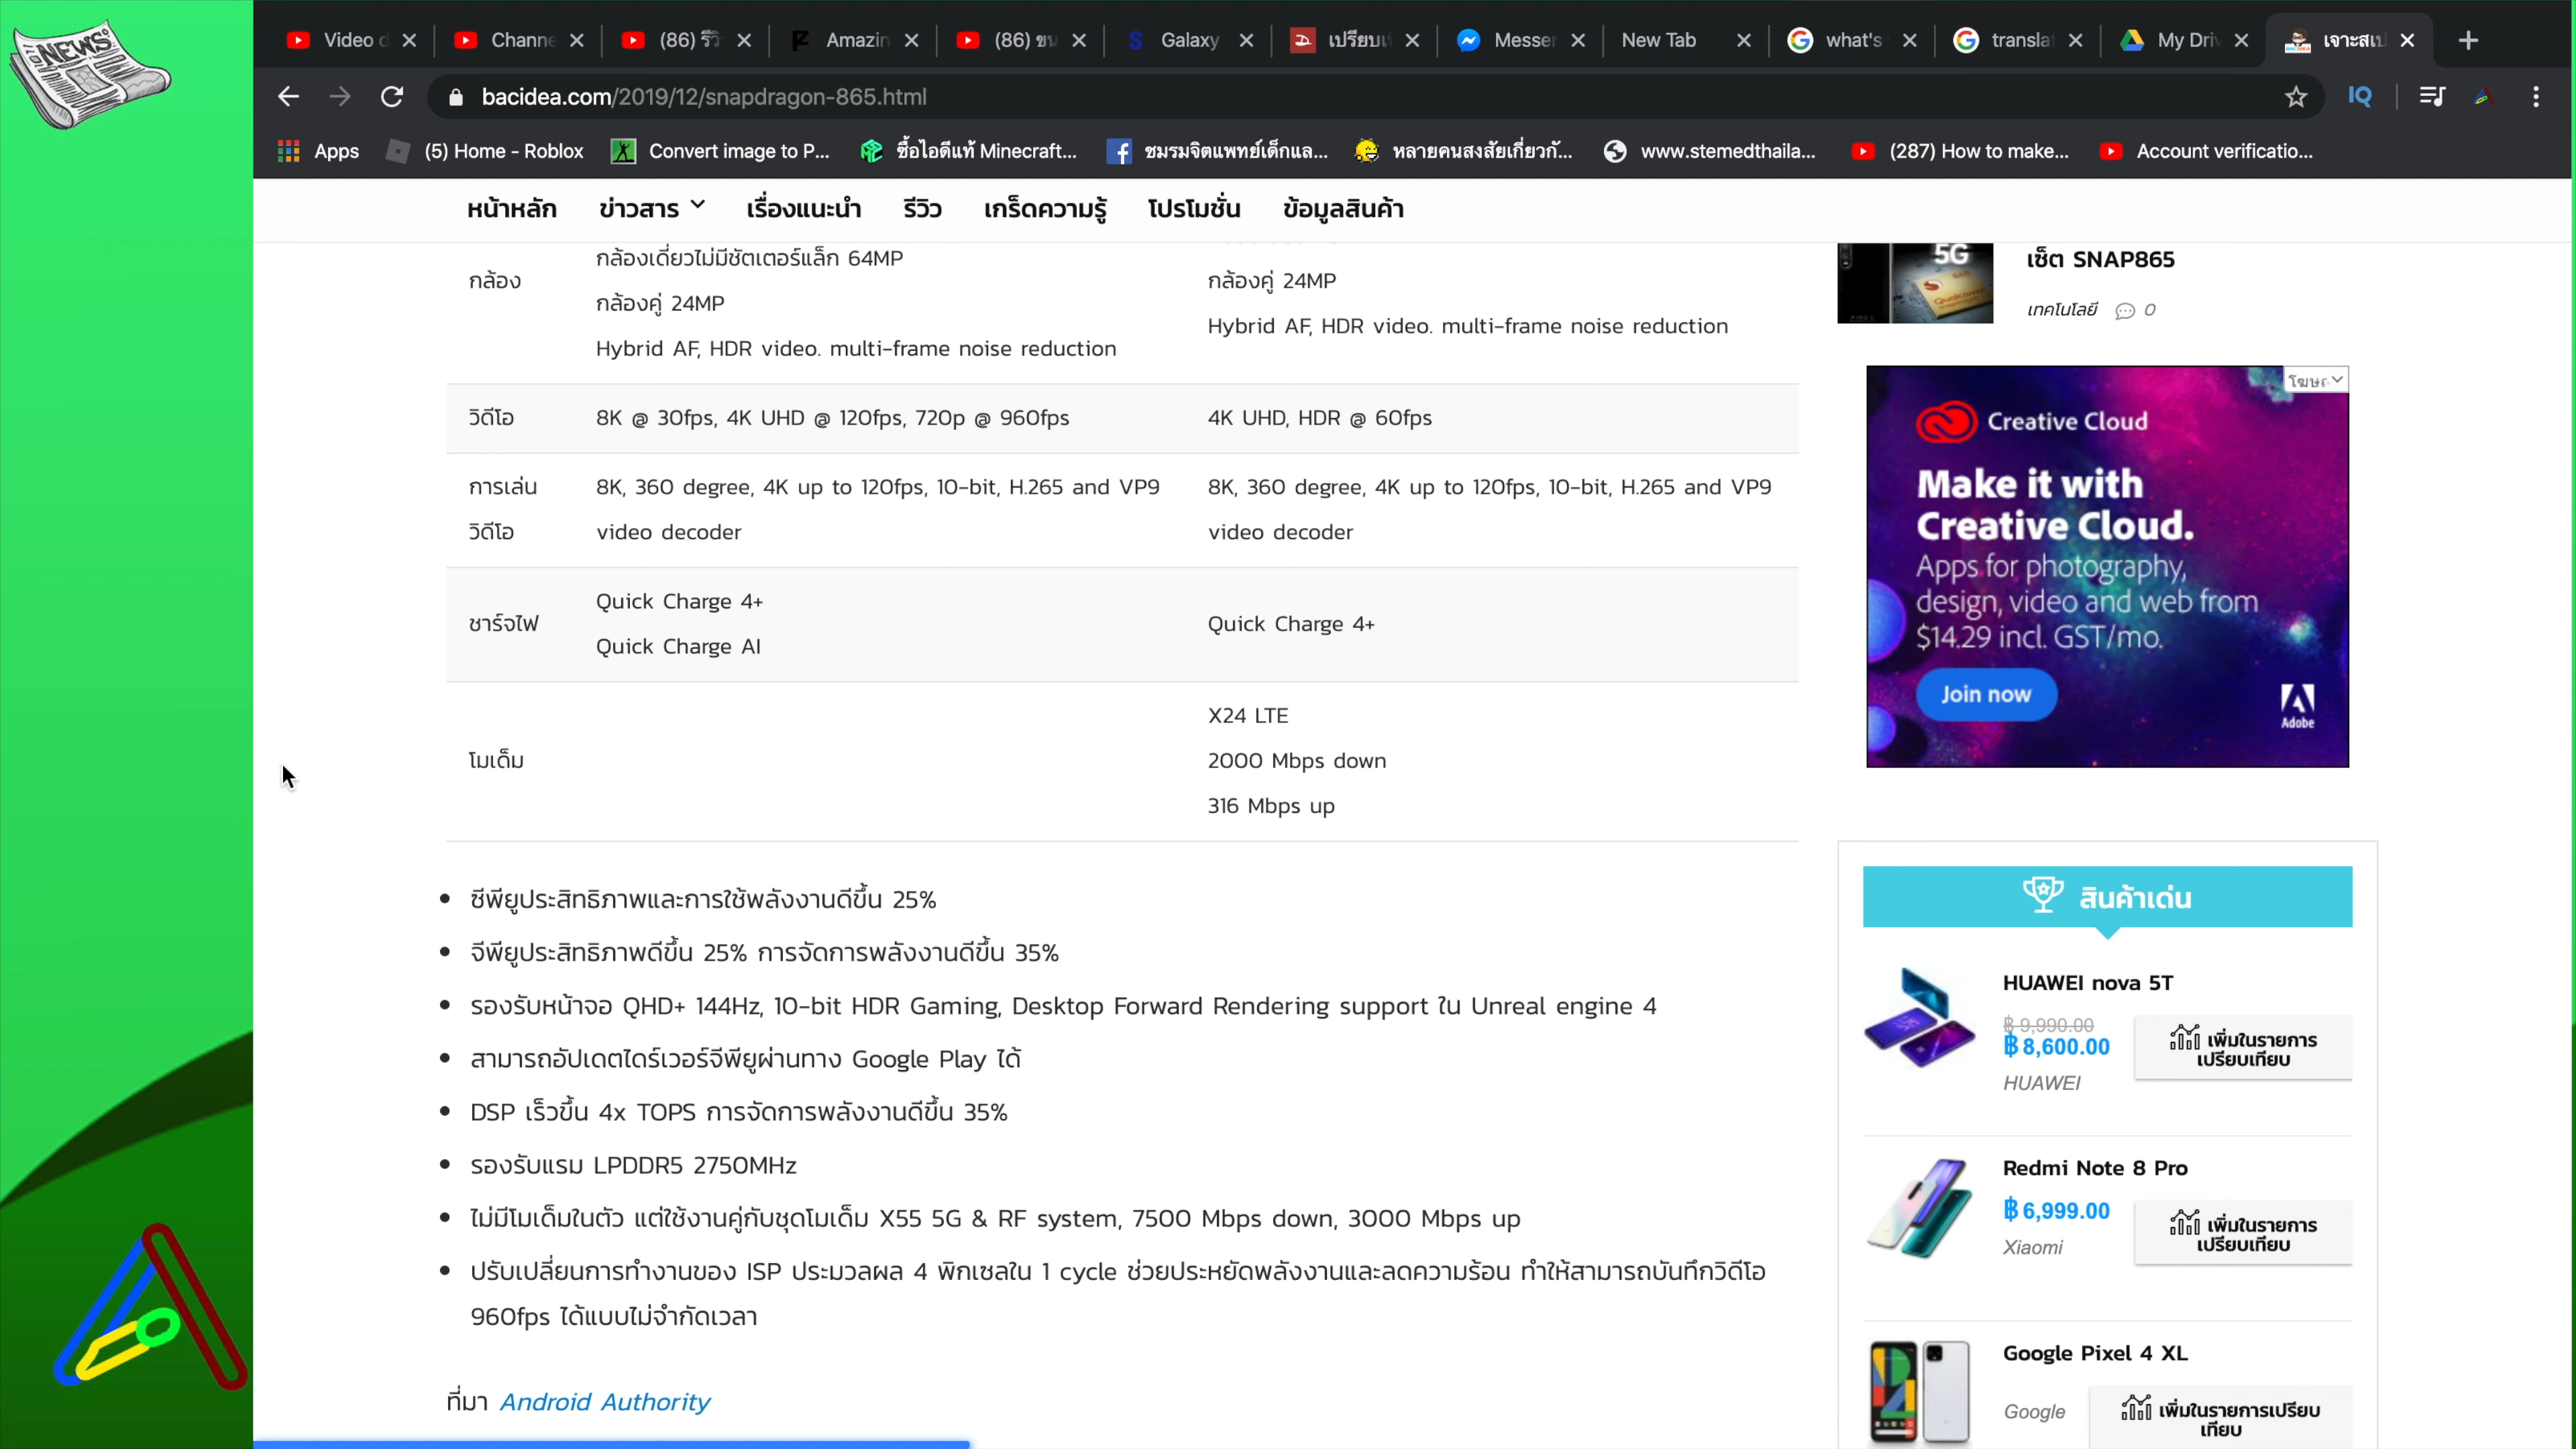 NEWS
Video
Channe
(86) รีวิ
Amazin
(86) ขน
Galaxy
เปรียบเ
Messer
New Tab
what's
translat
My Driv
เจาะสเป
bacidea.com/2019/12/snapdragon-865.html
IQ
Apps
(5) Home - Roblox
Convert image to P...
ซื้อไอดีแท้ Minecraft...
ชมรมจิตแพทย์เด็กแล...
หลายคนสงสัยเกี่ยวกั...
www.stemedthaila...
(287) How to make...
Account verificatio...
หน้าหลัก ข่าวสาร เรื่องแนะนำ รีวิว เกร็ดความรู้ โปรโมชั่น ข้อมูลสินค้า
กล้อง
กล้องเดี่ยวไม่มีชัตเตอร์แล็ก 64MP
กล้องคู่ 24MP
Hybrid AF, HDR video. multi-frame noise reduction
กล้องคู่ 24MP
Hybrid AF, HDR video. multi-frame noise reduction
วิดีโอ
8K @ 30fps, 4K UHD @ 120fps, 720p @ 960fps
4K UHD, HDR @ 60fps
การเล่น
วิดีโอ
8K, 360 degree, 4K up to 120fps, 10-bit, H.265 and VP9
video decoder
8K, 360 degree, 4K up to 120fps, 10-bit, H.265 and VP9
video decoder
ชาร์จไฟ
Quick Charge 4+
Quick Charge AI
Quick Charge 4+
โมเด็ม
X24 LTE
2000 Mbps down
316 Mbps up
• ซีพียูประสิทธิภาพและการใช้พลังงานดีขึ้น 25%
• จีพียูประสิทธิภาพดีขึ้น 25% การจัดการพลังงานดีขึ้น 35%
• รองรับหน้าจอ QHD+ 144Hz, 10-bit HDR Gaming, Desktop Forward Rendering support ใน Unreal engine 4
• สามารถอัปเดตไดร์เวอร์จีพียูผ่านทาง Google Play ได้
• DSP เร็วขึ้น 4x TOPS การจัดการพลังงานดีขึ้น 35%
• รองรับแรม LPDDR5 2750MHz
• ไม่มีโมเด็มในตัว แต่ใช้งานคู่กับชุดโมเด็ม X55 5G & RF system, 7500 Mbps down, 3000 Mbps up
• ปรับเปลี่ยนการทำงานของ ISP ประมวลผล 4 พิกเซลใน 1 cycle ช่วยประหยัดพลังงานและลดความร้อน ทำให้สามารถบันทึกวิดีโอ
960fps ได้แบบไม่จำกัดเวลา
ที่มา Android Authority
5G
Qualcomm
เซ็ต SNAP865
เทคโนโลยี 0
Creative Cloud
Make it with
Creative Cloud.
Apps for photography,
design, video and web from
$14.29 incl. GST/mo.
Join now
Adobe
สินค้าเด่น
HUAWEI nova 5T
฿ 9,990.00
฿ 8,600.00
HUAWEI
เพิ่มในรายการ
เปรียบเทียบ
Redmi Note 8 Pro
฿ 6,999.00
Xiaomi
เพิ่มในรายการ
เปรียบเทียบ
Google Pixel 4 XL
Google
เพิ่มในรายการเปรียบ
เทียบ